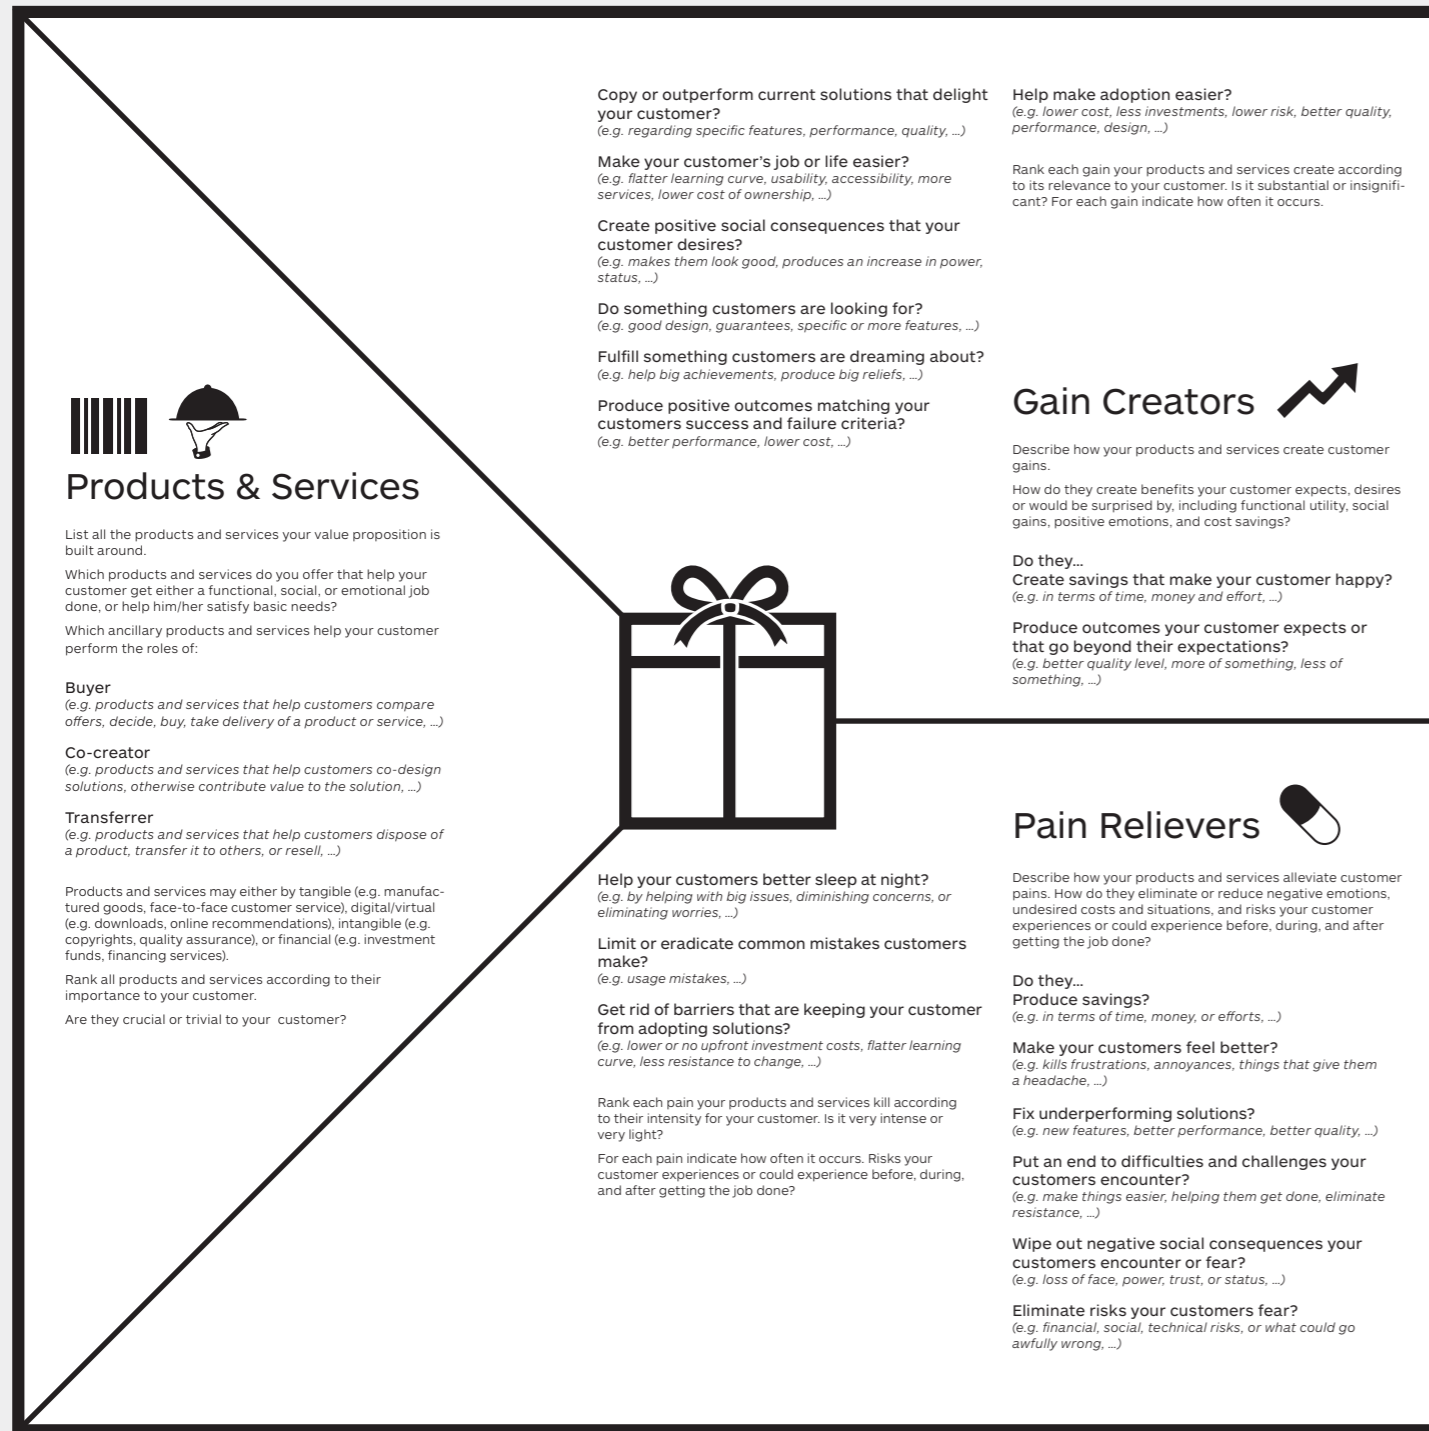 Products & Services
List all the products and services your value proposition is
built around.
Which products and services do you offer that help your
customer get either a functional, social, or emotional job
done, or help him/her satisfy basic needs?
Which ancillary products and services help your customer
perform the roles of:
Buyer
(e.g. products and services that help customers compare
offers, decide, buy, take delivery of a product or service, …)
Co-creator
(e.g. products and services that help customers co-design
solutions, otherwise contribute value to the solution, …)
Transferrer
(e.g. products and services that help customers dispose of
a product, transfer it to others, or resell, …)
Products and services may either by tangible (e.g. manufac-
tured goods, face-to-face customer service), digital/virtual
(e.g. downloads, online recommendations), intangible (e.g.
copyrights, quality assurance), or financial (e.g. investment
funds, financing services).
Rank all products and services according to their
importance to your customer.
Are they crucial or trivial to your customer?
Gain Creators
Describe how your products and services create customer
gains.
How do they create benefits your customer expects, desires
or would be surprised by, including functional utility, social
gains, positive emotions, and cost savings?
Do they…
Create savings that make your customer happy?
(e.g. in terms of time, money and effort, …)
Produce outcomes your customer expects or
that go beyond their expectations?
(e.g. better quality level, more of something, less of
something, …)
Copy or outperform current solutions that delight
your customer?
(e.g. regarding specific features, performance, quality, …)
Make your customer’s job or life easier?
(e.g. flatter learning curve, usability, accessibility, more
services, lower cost of ownership, …)
Create positive social consequences that your
customer desires?
(e.g. makes them look good, produces an increase in power,
status, …)
Do something customers are looking for?
(e.g. good design, guarantees, specific or more features, …)
Fulfill something customers are dreaming about?
(e.g. help big achievements, produce big reliefs, …)
Produce positive outcomes matching your
customers success and failure criteria?
(e.g. better performance, lower cost, …)
Help make adoption easier?
(e.g. lower cost, less investments, lower risk, better quality,
performance, design, …)
Rank each gain your products and services create according
to its relevance to your customer. Is it substantial or insignifi-
cant? For each gain indicate how often it occurs.
Pain Relievers
Describe how your products and services alleviate customer
pains. How do they eliminate or reduce negative emotions,
undesired costs and situations, and risks your customer
experiences or could experience before, during, and after
getting the job done?
Do they…
Produce savings?
(e.g. in terms of time, money, or efforts, …)
Make your customers feel better?
(e.g. kills frustrations, annoyances, things that give them
a headache, …)
Fix underperforming solutions?
(e.g. new features, better performance, better quality, …)
Put an end to difficulties and challenges your
customers encounter?
(e.g. make things easier, helping them get done, eliminate
resistance, …)
Wipe out negative social consequences your
customers encounter or fear?
(e.g. loss of face, power, trust, or status, …)
Eliminate risks your customers fear?
(e.g. financial, social, technical risks, or what could go
awfully wrong, …)
Help your customers better sleep at night?
(e.g. by helping with big issues, diminishing concerns, or
eliminating worries, …)
Limit or eradicate common mistakes customers
make?
(e.g. usage mistakes, …)
Get rid of barriers that are keeping your customer
from adopting solutions?
(e.g. lower or no upfront investment costs, flatter learning
curve, less resistance to change, …)
Rank each pain your products and services kill according
to their intensity for your customer. Is it very intense or
very light?
For each pain indicate how often it occurs. Risks your
customer experiences or could experience before, during,
and after getting the job done?